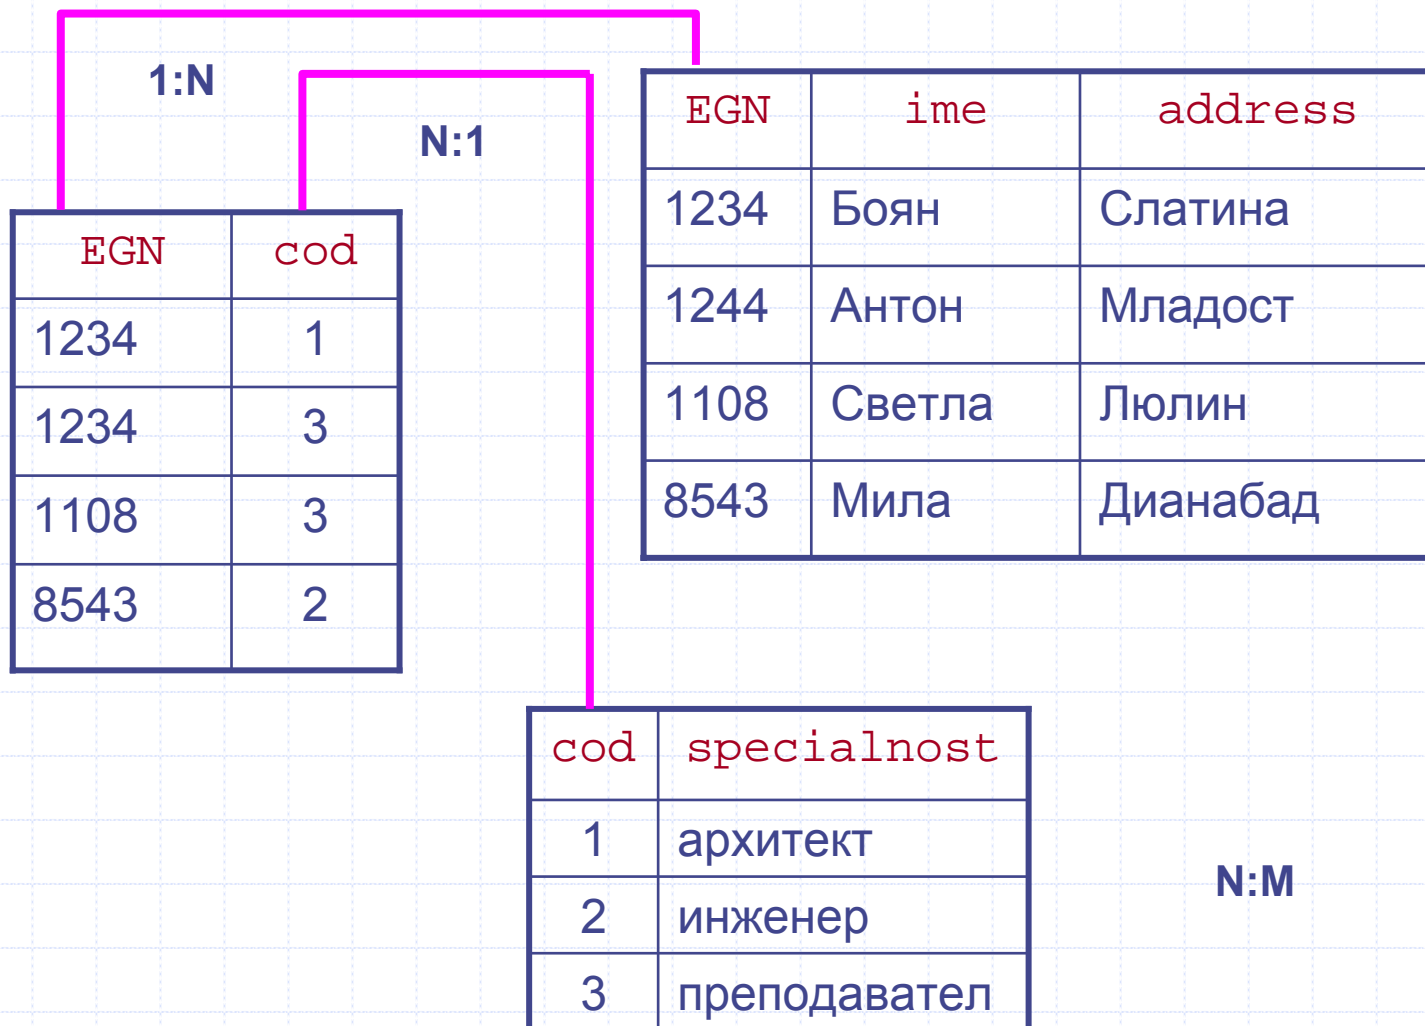 1:N
N:1
EGN ime address
1234 Боян Слатина
1244 Антон Младост
1108 Светла Люлин
8543 Мила Дианабад
EGN cod
1234 1
1234 3
1108 3
8543 2
cod specialnost
1 архитект
2 инженер
3 преподавател
N:M